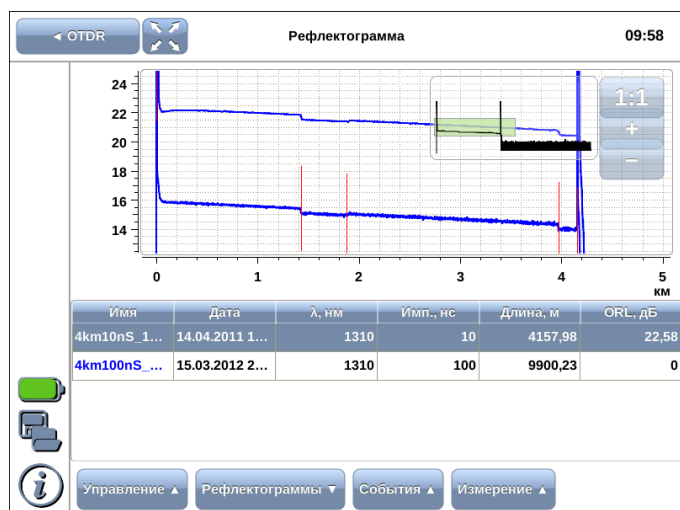 ◄ OTDR
Рефлектограмма
09:58
24
22
20
18
16
14
1:1
+
−
0 1 2 3 4 5
км
Имя Дата λ, нм Имп., нс Длина, м ORL, дБ
4km10nS_1... 14.04.2011 1... 1310 10 4157,98 22,58
4km100nS_... 15.03.2012 2... 1310 100 9900,23 0
Управление ▲ Рефлектограммы ▼ События ▲ Измерение ▲